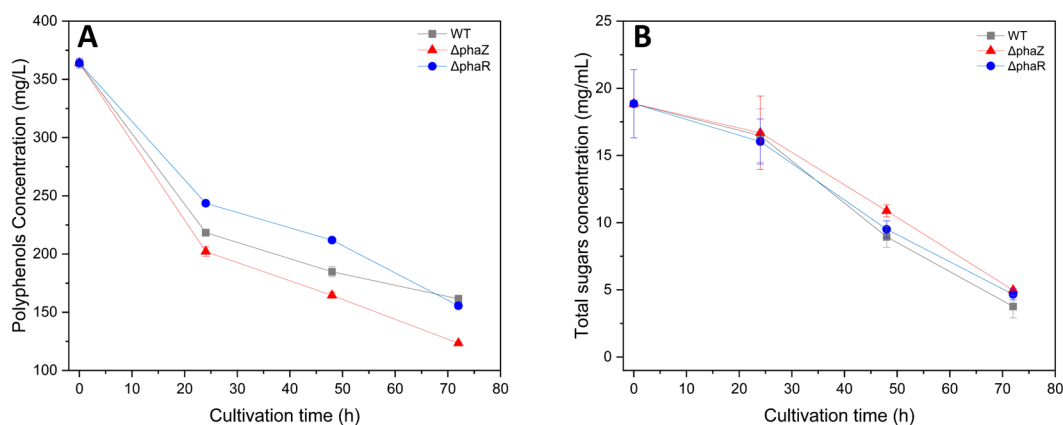 A
WT
ΔphaZ
ΔphaR
Polyphenols Concentration (mg/L)
400
350
300
250
200
150
100
0 10 20 30 40 50 60 70 80
Cultivation time (h)
B
WT
ΔphaZ
ΔphaR
Total sugars concentration (mg/mL)
25
20
15
10
5
0
0 10 20 30 40 50 60 70 80
Cultivation time (h)